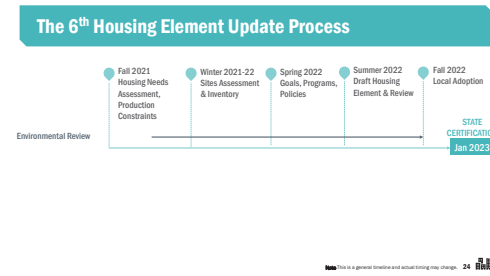 The 6th Housing Element Update Process
Fall 2021
Housing Needs
Assessment,
Production
Constraints
Winter 2021-22
Sites Assessment
& Inventory
Spring 2022
Goals, Programs,
Policies
Summer 2022
Draft Housing
Element & Review
Fall 2022
Local Adoption
Environmental Review
STATE
CERTIFICATIO
Jan 2023
Note This is a general timeline and actual timing may change. 24